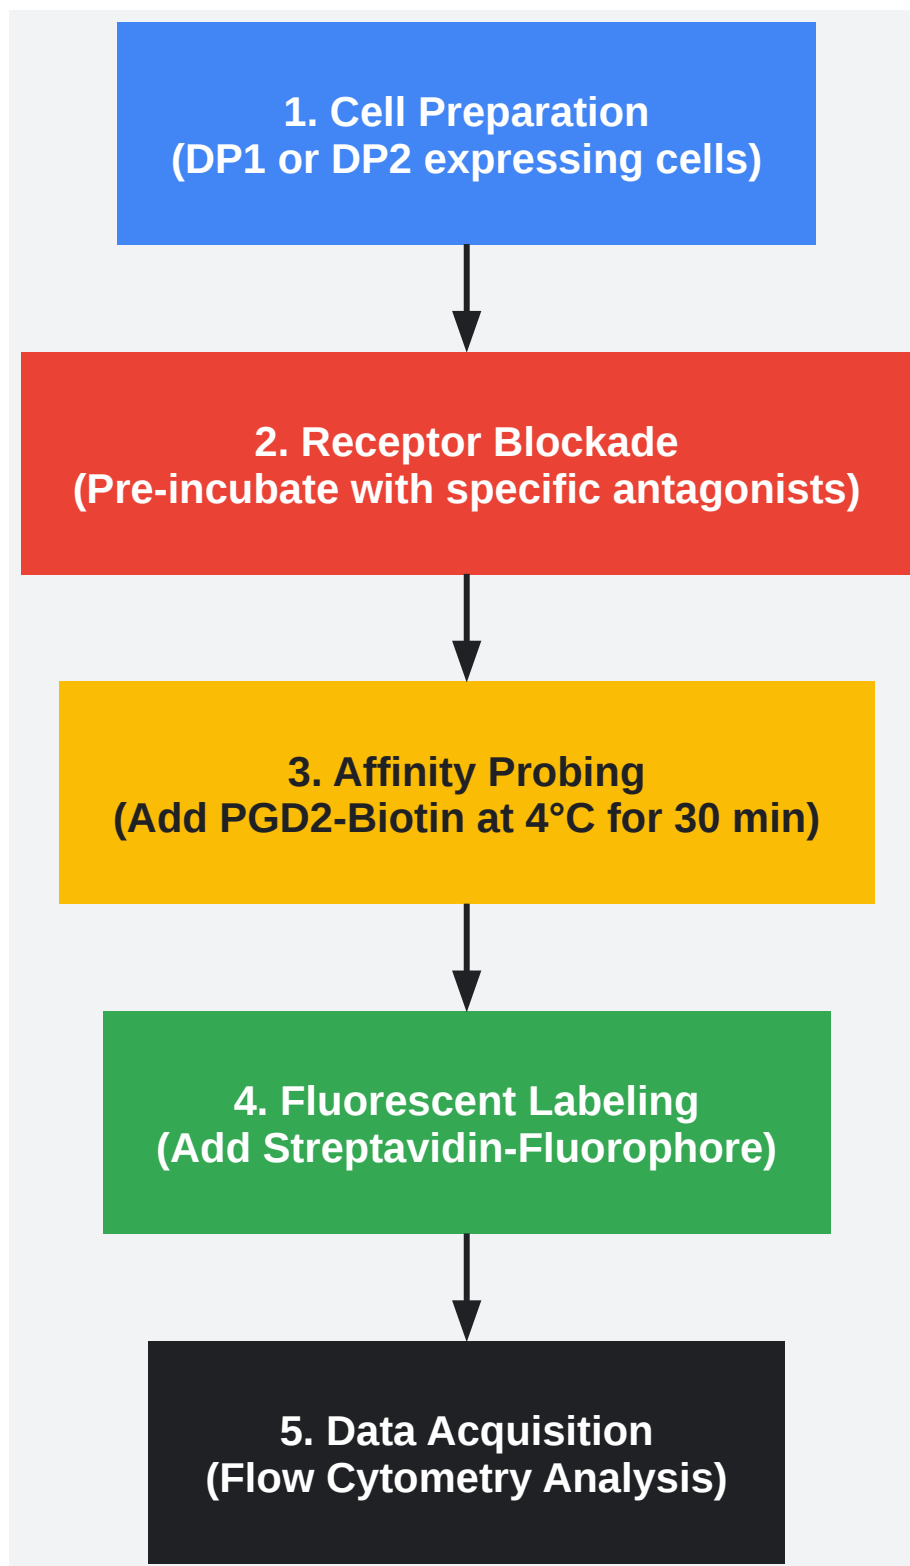 1. Cell Preparation
(DP1 or DP2 expressing cells)
2. Receptor Blockade
(Pre-incubate with specific antagonists)
3. Affinity Probing
(Add PGD2-Biotin at 4°C for 30 min)
4. Fluorescent Labeling
(Add Streptavidin-Fluorophore)
5. Data Acquisition
(Flow Cytometry Analysis)